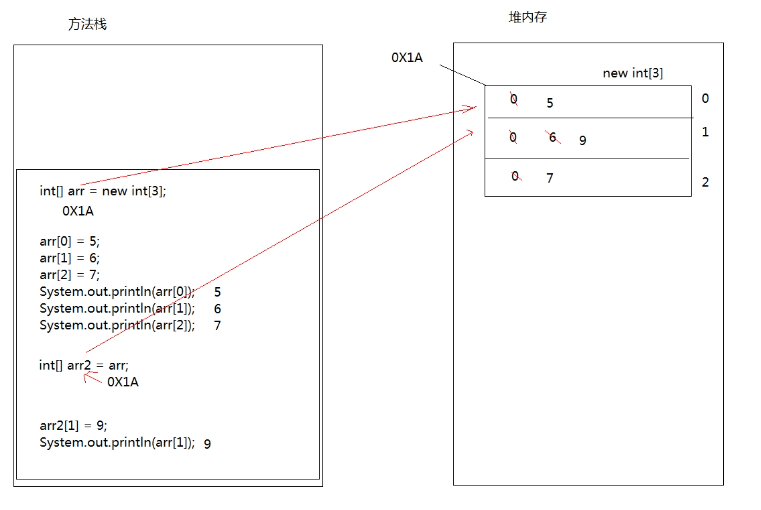 方法栈
堆内存
0X1A
new int[3]
0 5 0
0 6 9 1
0 7 2
int[] arr = new int[3];
0X1A
arr[0] = 5;
arr[1] = 6;
arr[2] = 7;
System.out.println(arr[0]); 5
System.out.println(arr[1]); 6
System.out.println(arr[2]); 7
int[] arr2 = arr;
0X1A
arr2[1] = 9;
System.out.println(arr[1]); 9